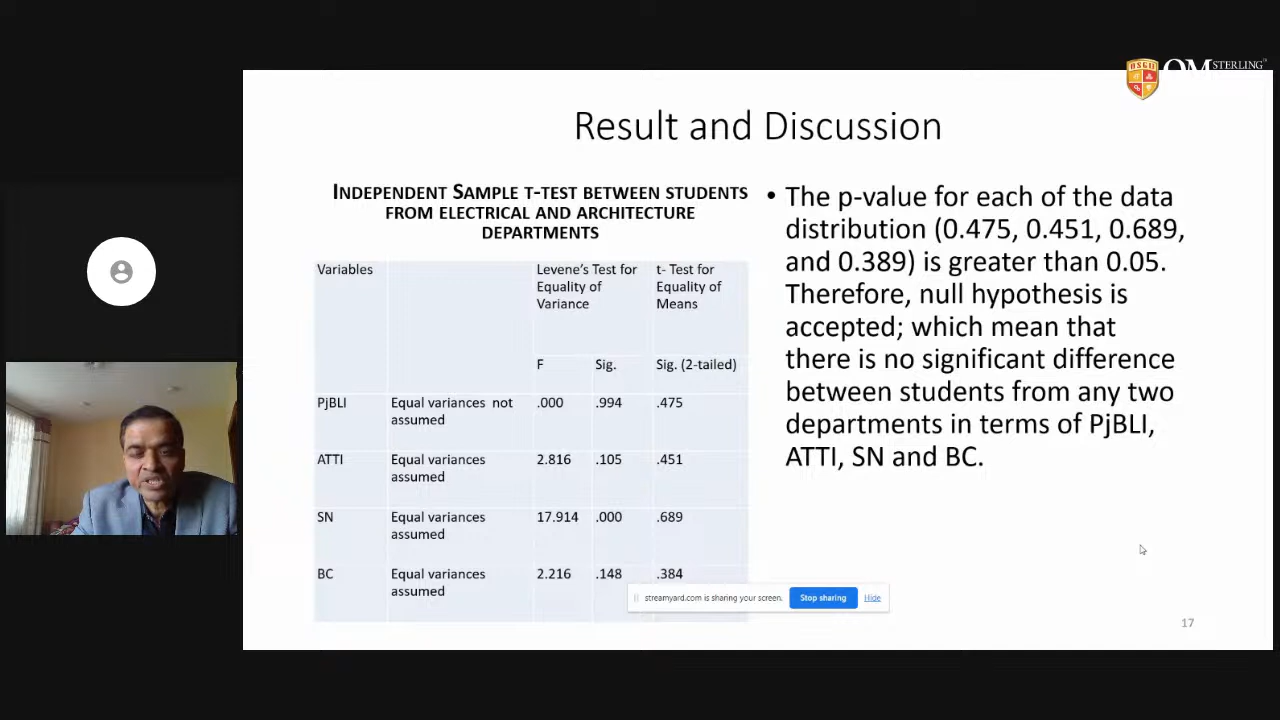 OM STERLING
Result and Discussion
INDEPENDENT SAMPLE T-TEST BETWEEN STUDENTS
FROM ELECTRICAL AND ARCHITECTURE
DEPARTMENTS
Variables Levene's Test for Equality of Variance t- Test for Equality of Means
F Sig. Sig. (2-tailed)
PjBLI Equal variances not assumed .000 .994 .475
ATTI Equal variances assumed 2.816 .105 .451
SN Equal variances assumed 17.914 .000 .689
BC Equal variances assumed 2.216 .148 .384
• The p-value for each of the data
distribution (0.475, 0.451, 0.689,
and 0.389) is greater than 0.05.
Therefore, null hypothesis is
accepted; which mean that
there is no significant difference
between students from any two
departments in terms of PjBLI,
ATTI, SN and BC.
streamyard.com is sharing your screen. Stop sharing Hide
17